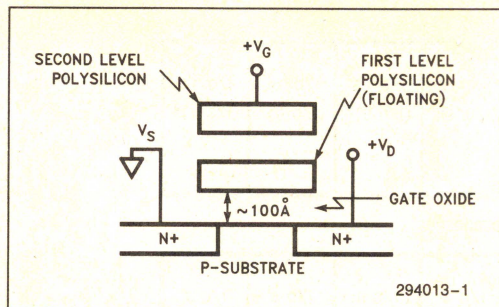 +VG
SECOND LEVEL
POLYSILICON
FIRST LEVEL
POLYSILICON
(FLOATING)
VS
+VD
~100Å
GATE OXIDE
N+
N+
P-SUBSTRATE
294013-1